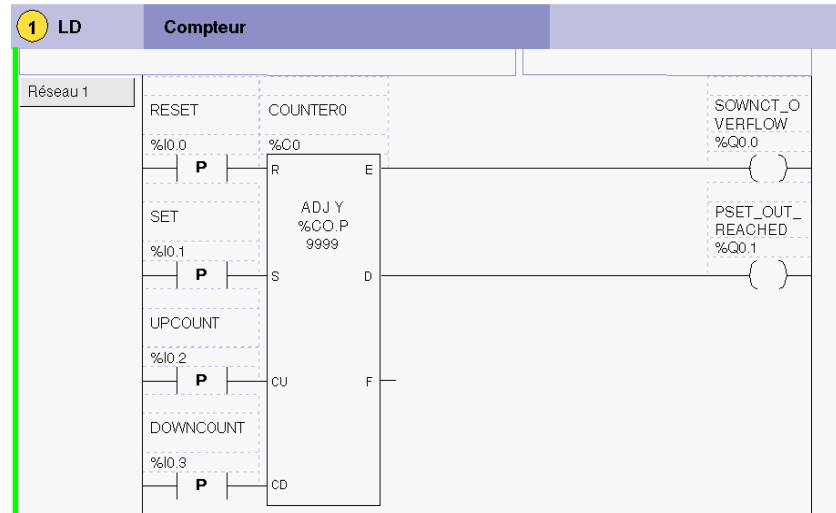 1 LD Compteur
Réseau 1
RESET COUNTER0 SOWNCT_O
VERFLOW
%I0.0 %C0 %Q0.0
P R E
ADJ Y
%CO.P
9999
SET PSET_OUT_
REACHED
%I0.1 %Q0.1
P S D
UPCOUNT
%I0.2
P CU F
DOWNCOUNT
%I0.3
P CD